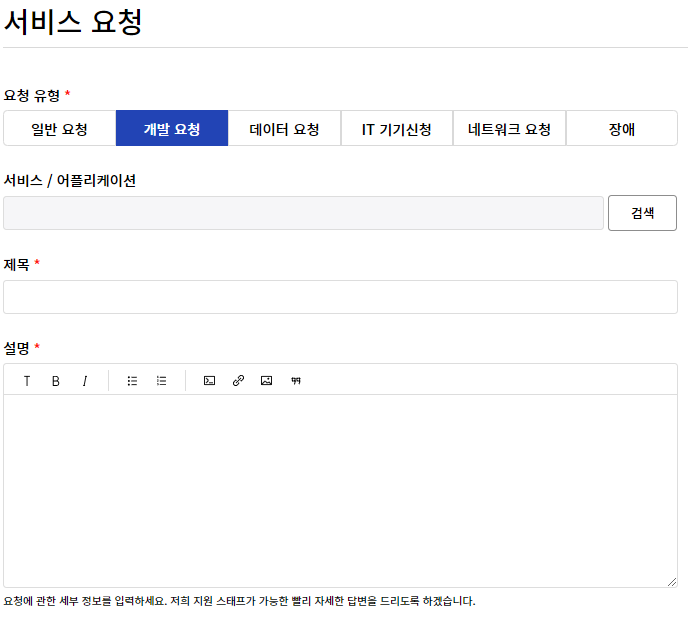 서비스 요청
요청 유형 *
일반 요청 개발 요청 데이터 요청 IT 기기신청 네트워크 요청 장애
서비스 / 어플리케이션
검색
제목 *
설명 *
T B I
요청에 관한 세부 정보를 입력하세요. 저희 지원 스태프가 가능한 빨리 자세한 답변을 드리도록 하겠습니다.